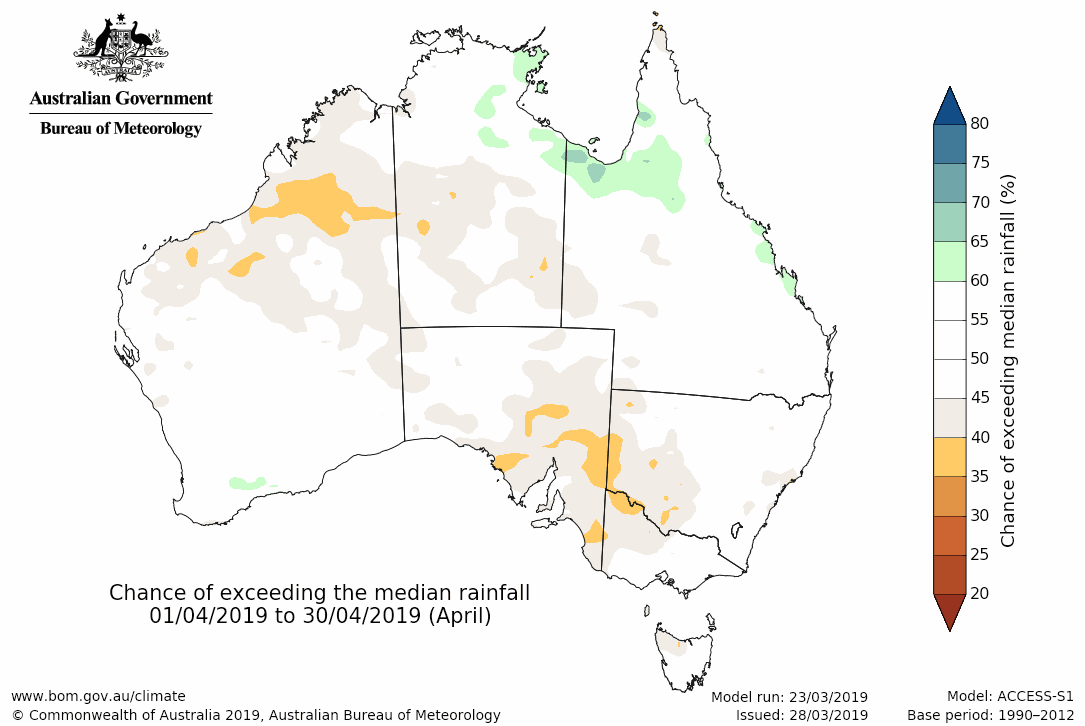 Australian Government
Bureau of Meteorology
80
75
70
65
60
55
50
45
40
35
30
25
20
Chance of exceeding median rainfall (%)
Chance of exceeding the median rainfall
01/04/2019 to 30/04/2019 (April)
www.bom.gov.au/climate
© Commonwealth of Australia 2019, Australian Bureau of Meteorology
Model run: 23/03/2019
Issued: 28/03/2019
Model: ACCESS-S1
Base period: 1990–2012